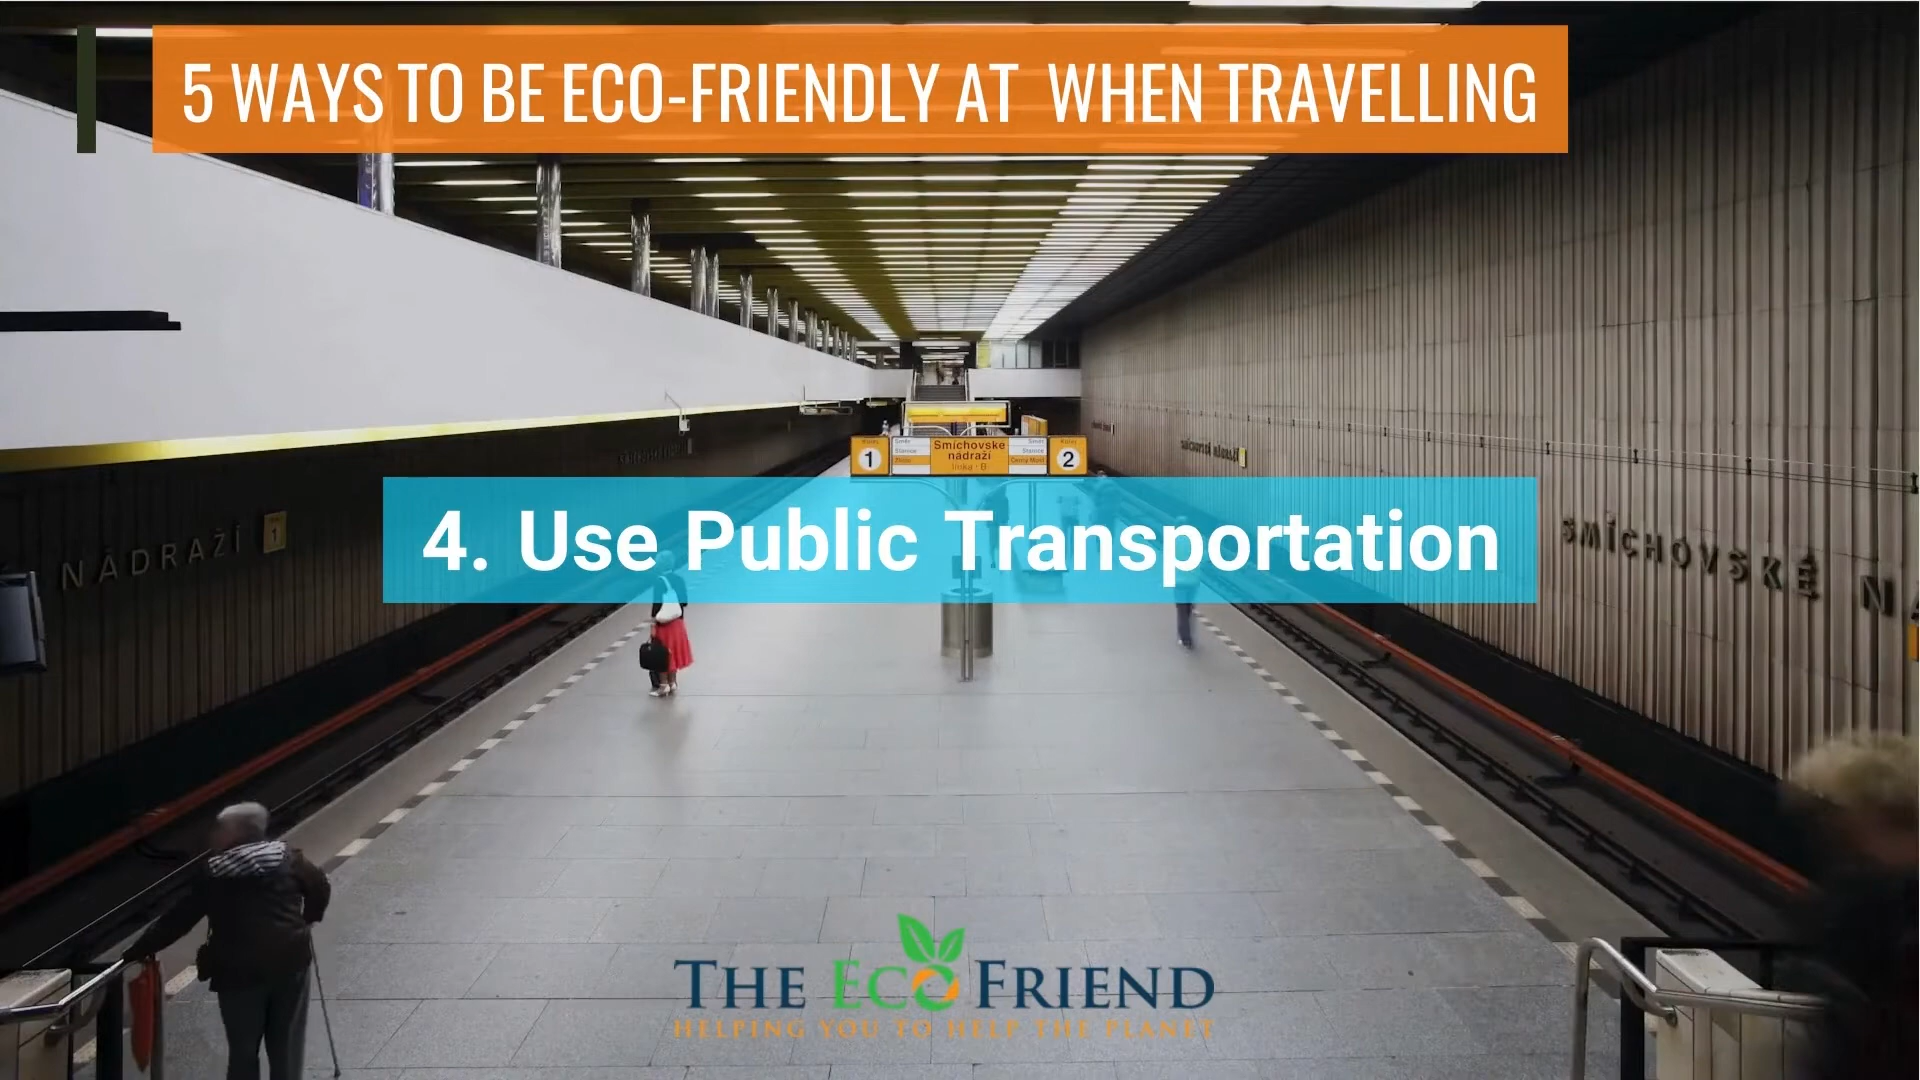 5 WAYS TO BE ECO-FRIENDLY AT WHEN TRAVELLING
Smíchovské
nádraží
linka · B
1
2
4. Use Public Transportation
NÁDRAŽÍ 1
SMÍCHOVSKÉ
THE ECO FRIEND
HELPING YOU TO HELP THE PLANET